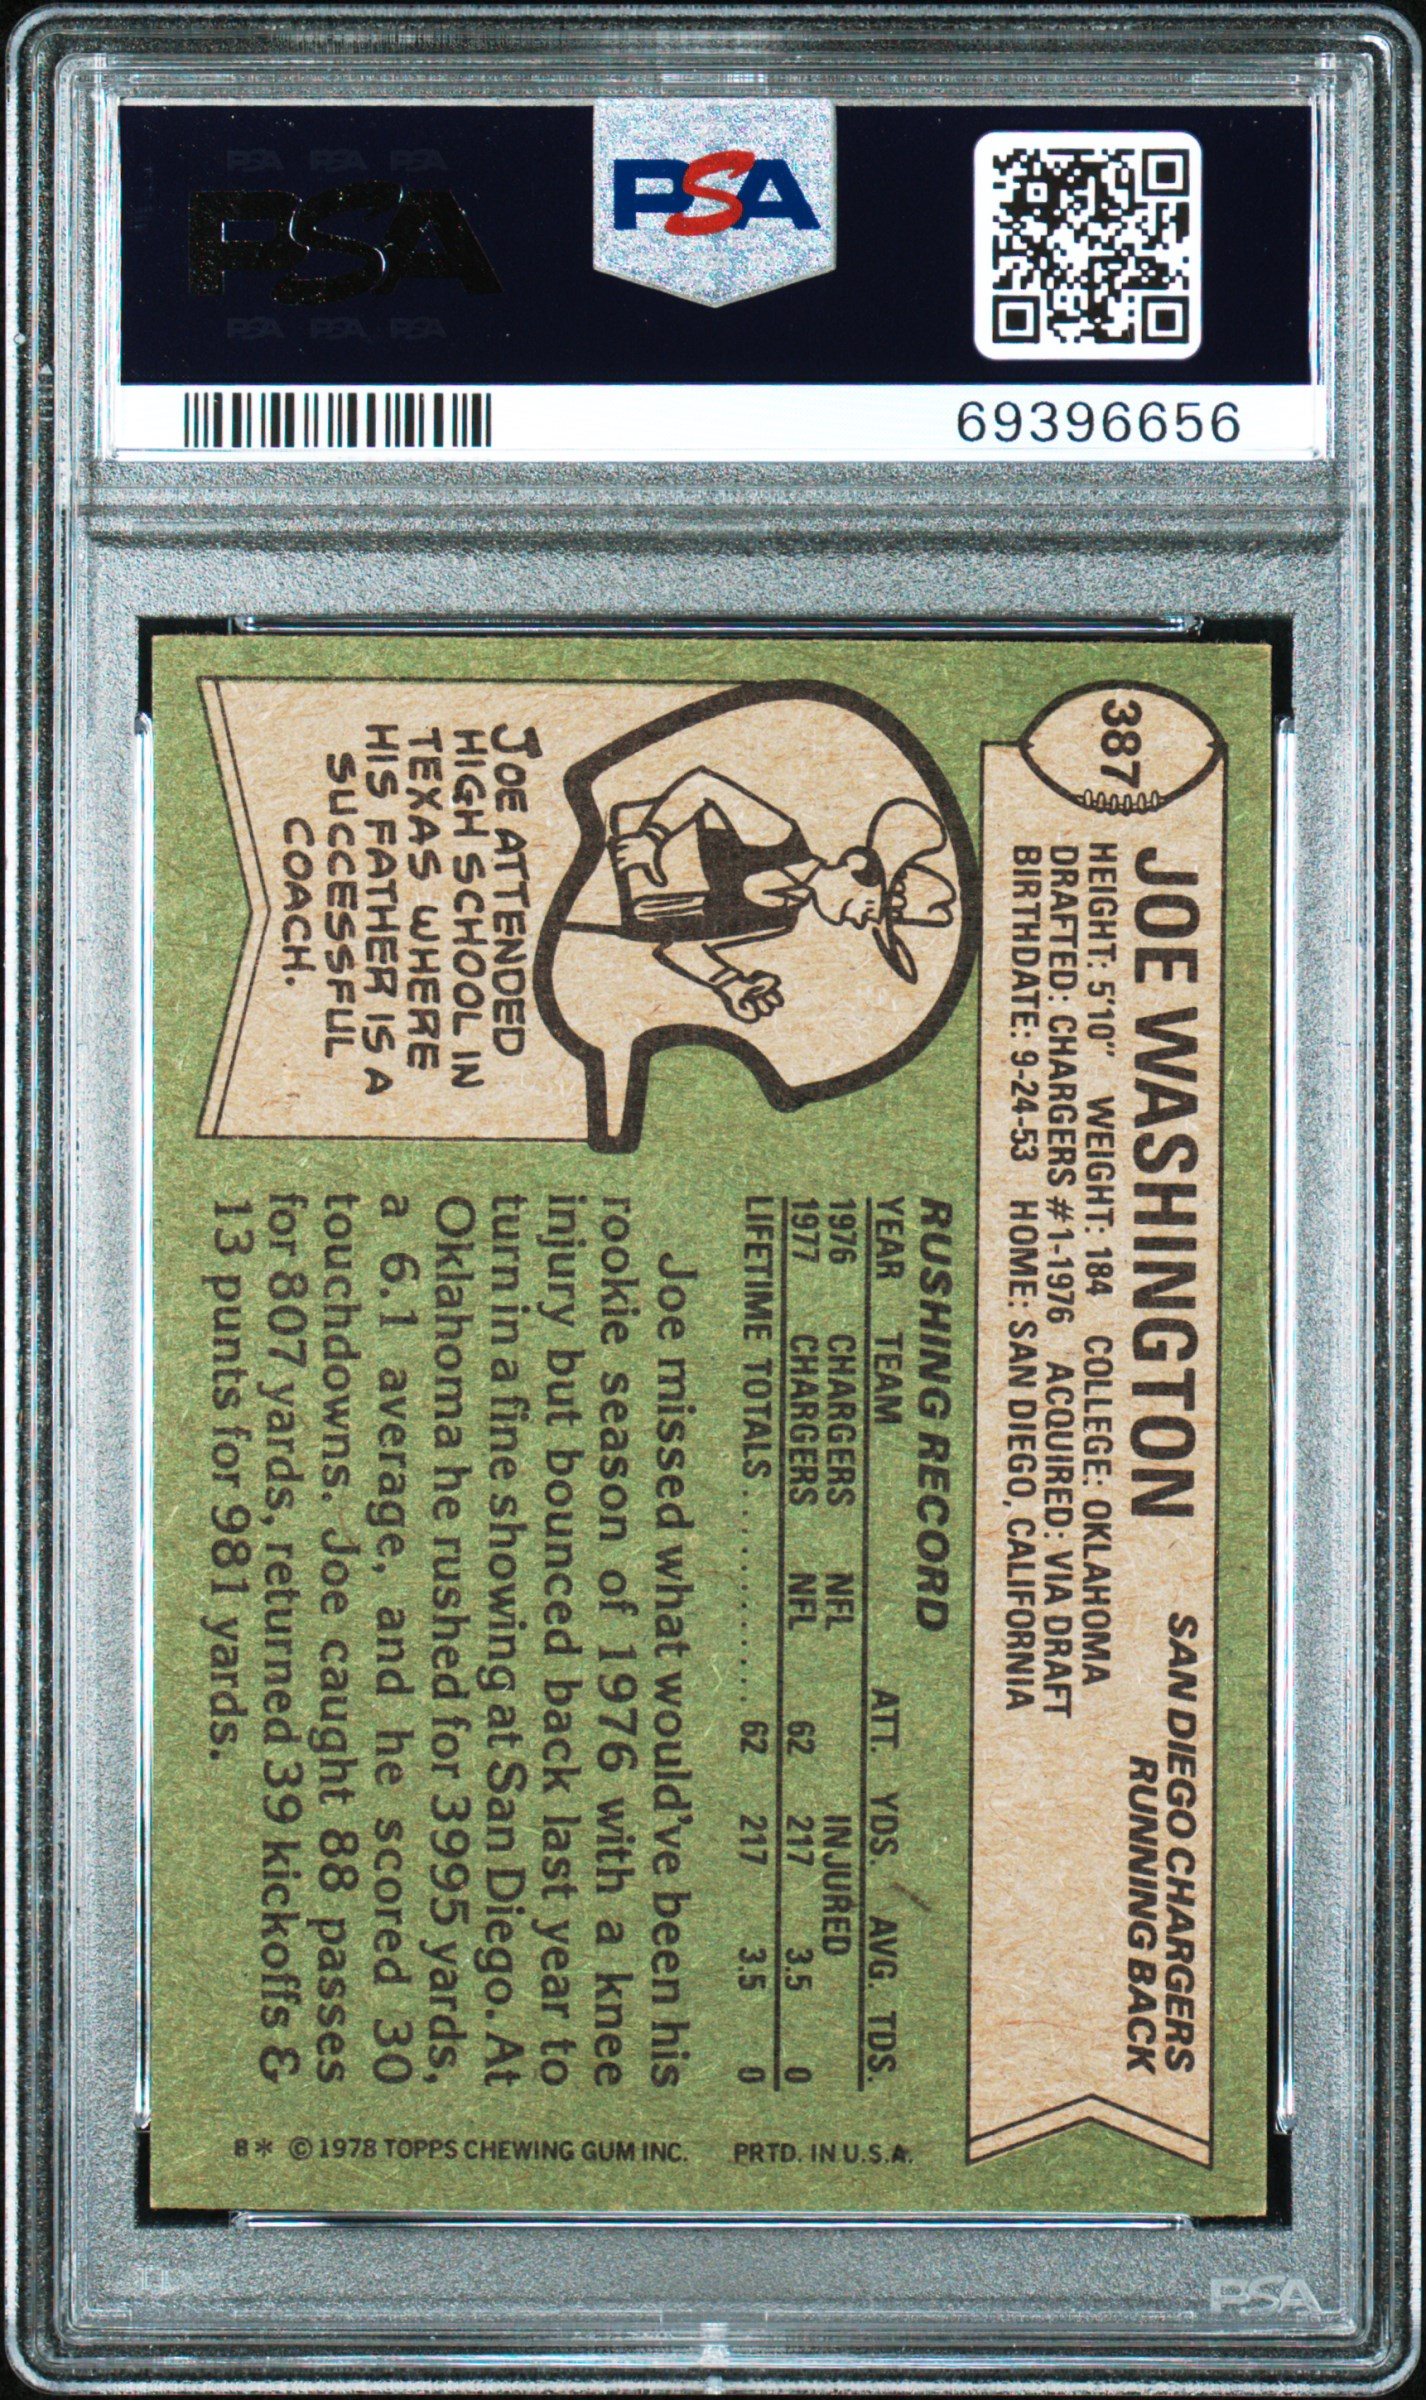 PSA PSA PSA
PSA
PSA PSA PSA
PSA
69396656
387
JOE WASHINGTON
SAN DIEGO CHARGERS
RUNNING BACK
HEIGHT: 5'10" WEIGHT: 184 COLLEGE: OKLAHOMA
DRAFTED: CHARGERS #1-1976 ACQUIRED: VIA DRAFT
BIRTHDATE: 9-24-53 HOME: SAN DIEGO, CALIFORNIA
JOE ATTENDED
HIGH SCHOOL IN
TEXAS WHERE
HIS FATHER IS A
SUCCESSFUL
COACH.
RUSHING RECORD
YEAR TEAM ATT. YDS. AVG. TDS.
1976 CHARGERS NFL INJURED
1977 CHARGERS NFL 62 217 3.5 0
LIFETIME TOTALS.......... 62 217 3.5 0
Joe missed what would've been his
rookie season of 1976 with a knee
injury but bounced back last year to
turn in a fine showing at San Diego. At
Oklahoma he rushed for 3995 yards,
a 6.1 average, and he scored 30
touchdowns. Joe caught 88 passes
for 807 yards, returned 39 kickoffs &
13 punts for 981 yards.
8* ©1978 TOPPS CHEWING GUM INC. PRTD. IN U.S.A.
PSA